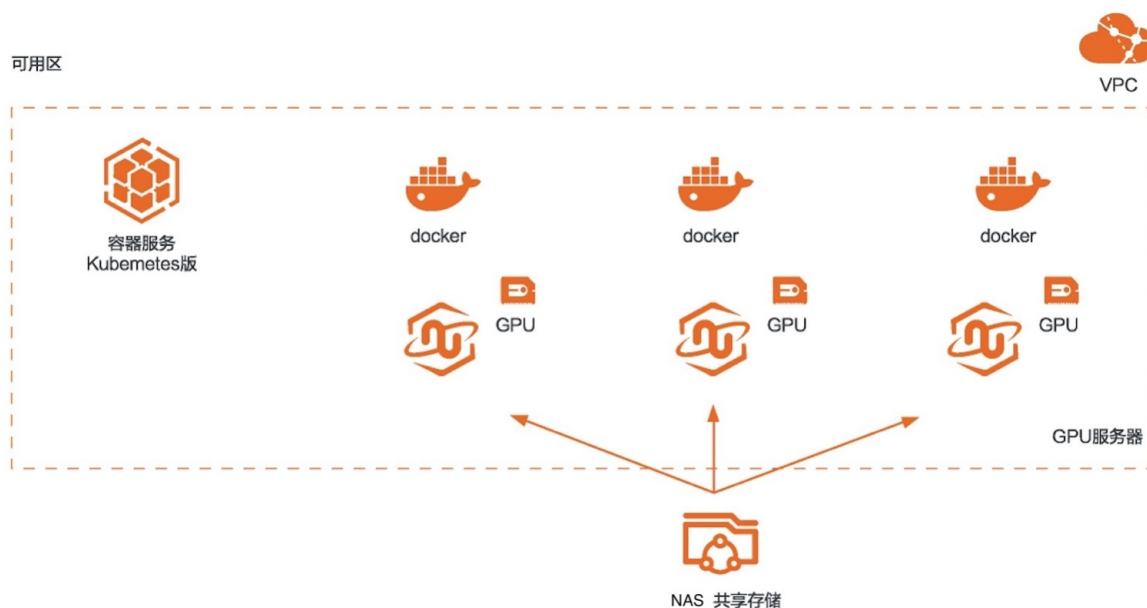 可用区
VPC
容器服务
Kubemetes版
docker
docker
docker
GPU
GPU
GPU
GPU服务器
NAS 共享存储